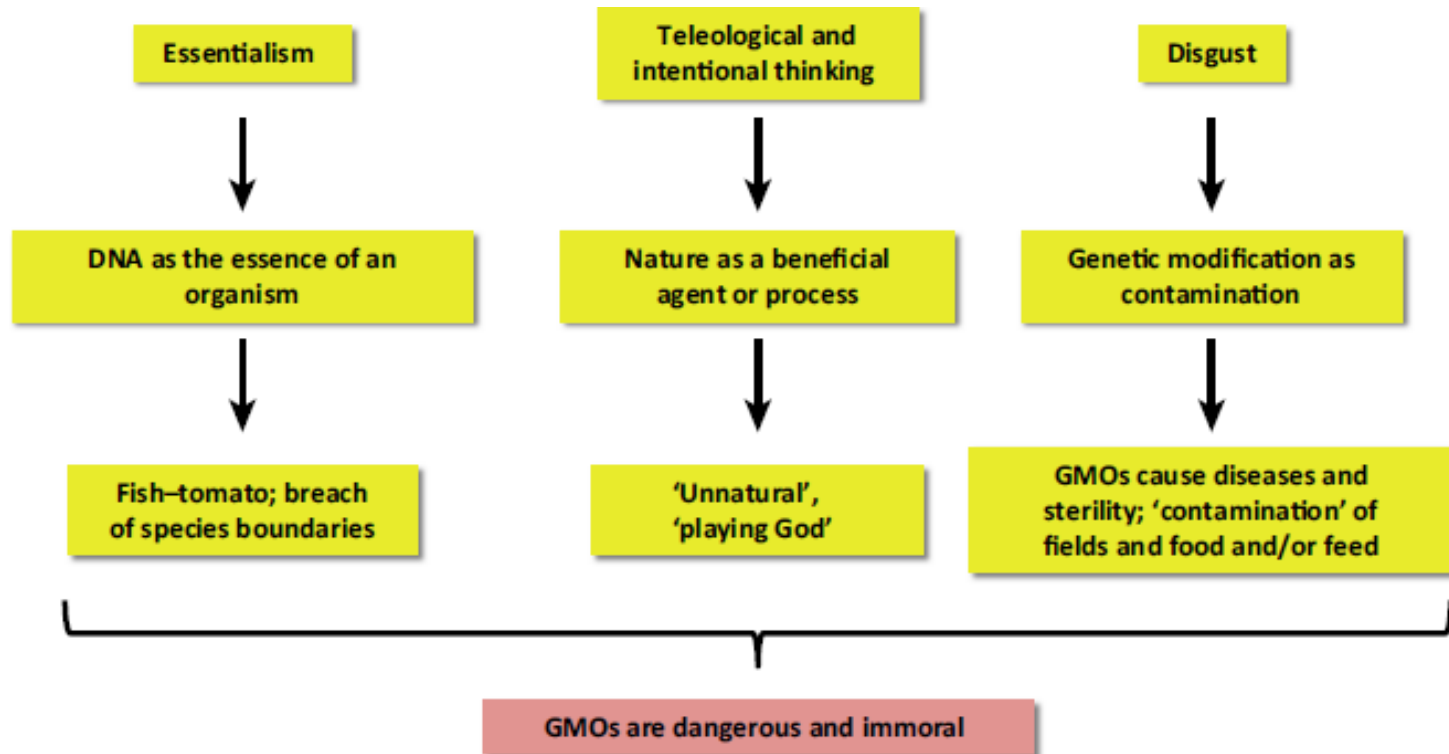 Essentialism
Teleological and
intentional thinking
Disgust
DNA as the essence of an
organism
Nature as a beneficial
agent or process
Genetic modification as
contamination
Fish–tomato; breach
of species boundaries
‘Unnatural’,
‘playing God’
GMOs cause diseases and
sterility; ‘contamination’ of
fields and food and/or feed
GMOs are dangerous and immoral